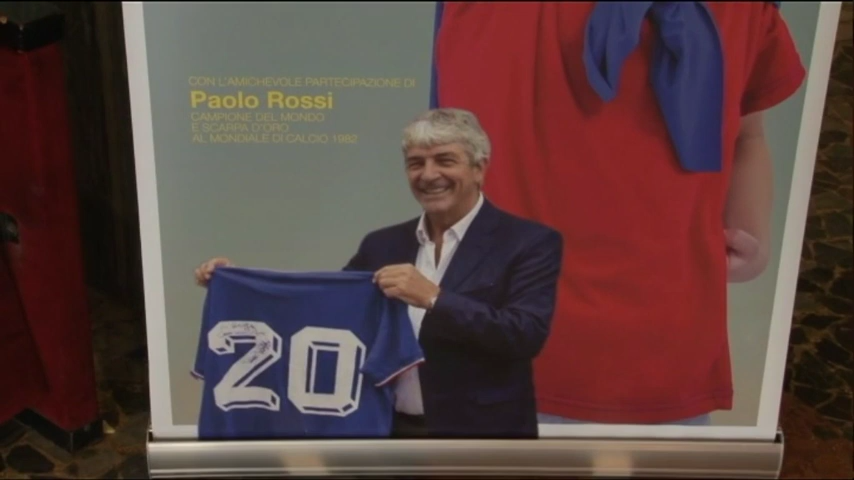 CON L'AMICHEVOLE PARTECIPAZIONE DI
Paolo Rossi
CAMPIONE DEL MONDO
E SCARPA D'ORO
AL MONDIALE DI CALCIO 1982
20